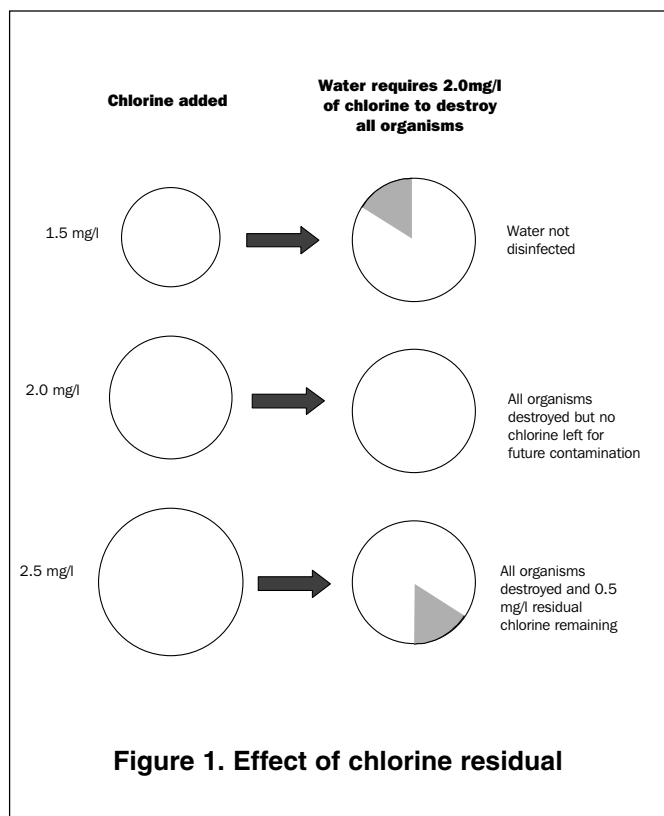 Chlorine added
Water requires 2.0mg/l
of chlorine to destroy
all organisms
1.5 mg/l
Water not
disinfected
2.0 mg/l
All organisms
destroyed but no
chlorine left for
future contamination
2.5 mg/l
All organisms
destroyed and 0.5
mg/l residual
chlorine remaining
Figure 1. Effect of chlorine residual